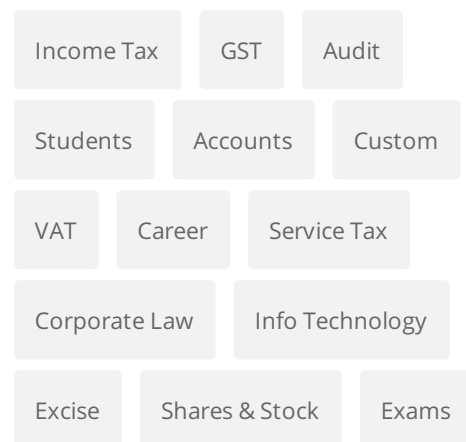 Income Tax GST Audit
Students Accounts Custom
VAT Career Service Tax
Corporate Law Info Technology
Excise Shares & Stock Exams